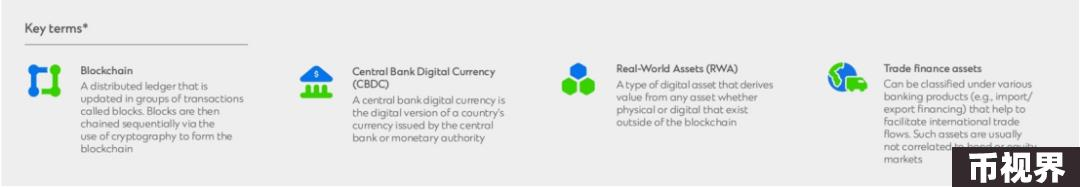 Key terms*
Blockchain
A distributed ledger that is
updated in groups of transactions
called blocks. Blocks are then
chained sequentially via the
use of cryptography to form the
blockchain
$
Central Bank Digital Currency
(CBDC)
A central bank digital currency is
the digital version of a country's
currency issued by the central
bank or monetary authority
Real-World Assets (RWA)
A type of digital asset that derives
value from any asset whether
physical or digital that exist
outside of the blockchain
Trade finance assets
Can be classified under various
banking products (e.g., import/
export financing) that help to
facilitate international trade
flows. Such assets are usually
not correlated to bond or equity
markets
币视界